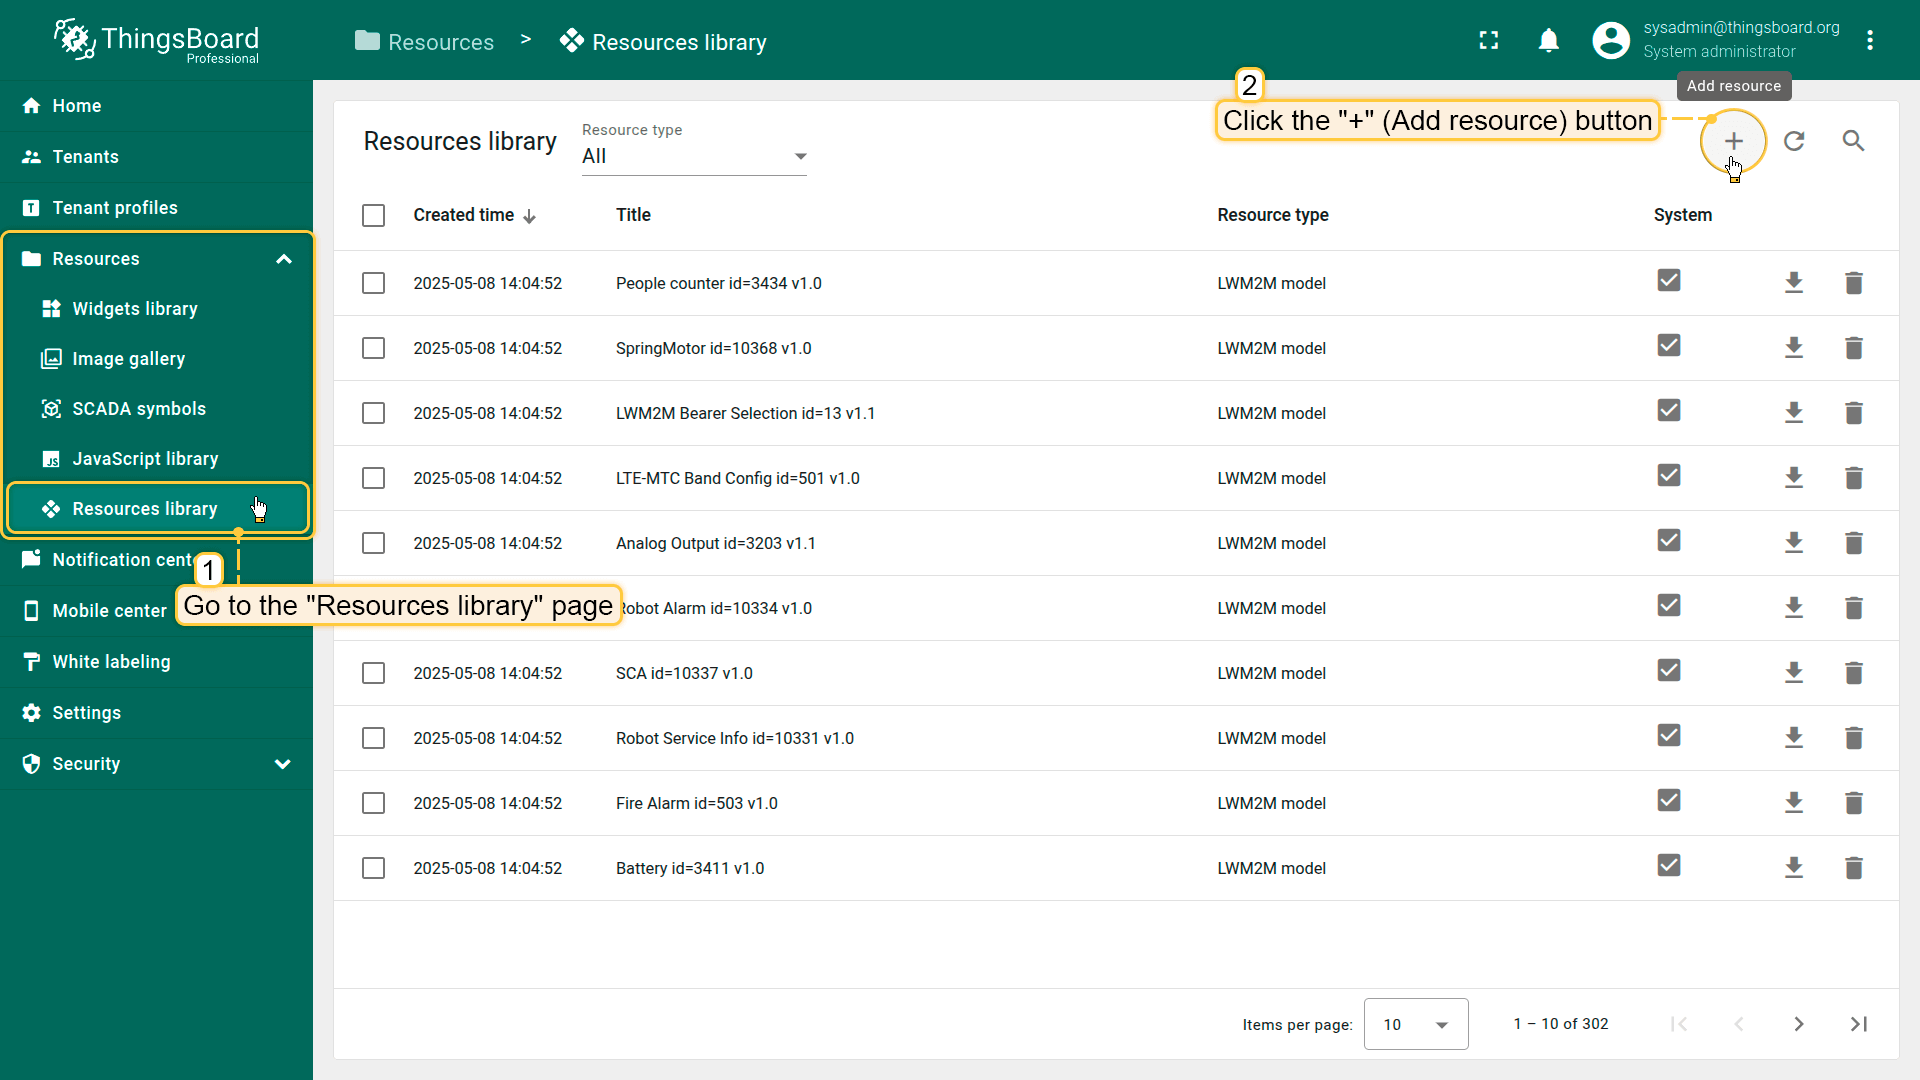 ThingsBoard
Professional
Resources > Resources library
sysadmin@thingsboard.org
System administrator
Home
Tenants
Tenant profiles
Resources
Widgets library
Image gallery
SCADA symbols
JS
JavaScript library
Resources library
Notification cent
Mobile center
White labeling
Settings
Security
1
Go to the "Resources library" page
2
Click the "+" (Add resource) button
Add resource
Resources library
Resource type
All
Created time Title Resource type System
2025-05-08 14:04:52 People counter id=3434 v1.0 LWM2M model
2025-05-08 14:04:52 SpringMotor id=10368 v1.0 LWM2M model
2025-05-08 14:04:52 LWM2M Bearer Selection id=13 v1.1 LWM2M model
2025-05-08 14:04:52 LTE-MTC Band Config id=501 v1.0 LWM2M model
2025-05-08 14:04:52 Analog Output id=3203 v1.1 LWM2M model
Robot Alarm id=10334 v1.0 LWM2M model
2025-05-08 14:04:52 SCA id=10337 v1.0 LWM2M model
2025-05-08 14:04:52 Robot Service Info id=10331 v1.0 LWM2M model
2025-05-08 14:04:52 Fire Alarm id=503 v1.0 LWM2M model
2025-05-08 14:04:52 Battery id=3411 v1.0 LWM2M model
Items per page: 10 1 – 10 of 302